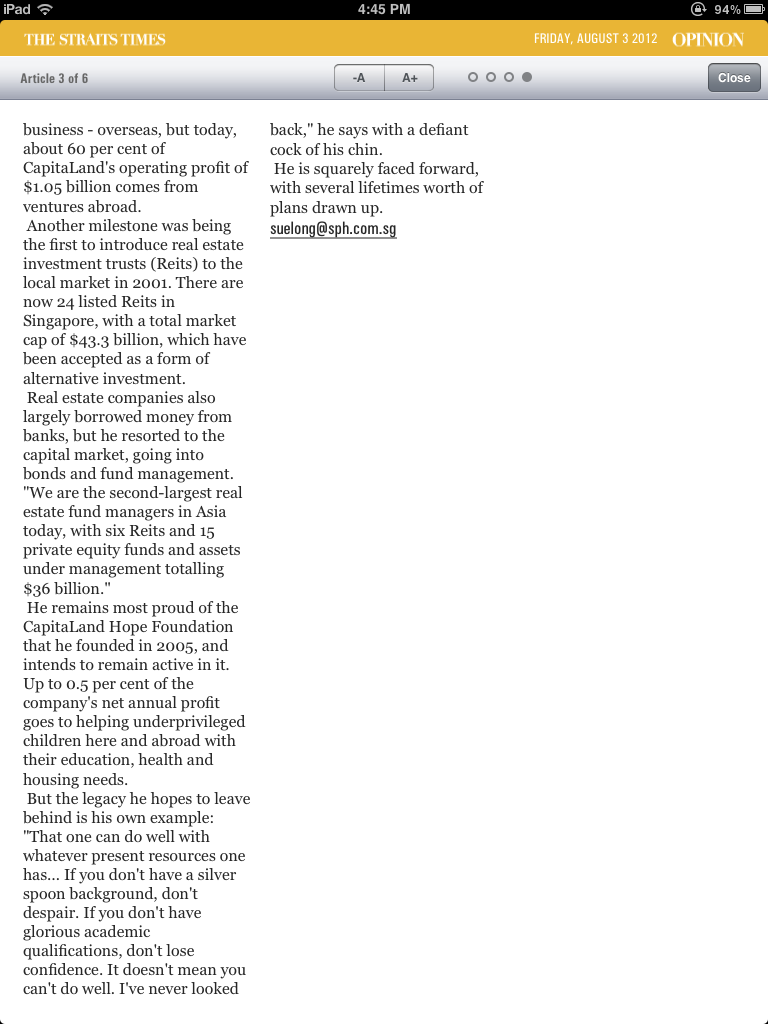 iPad 4:45 PM 94%
THE STRAITS TIMES FRIDAY, AUGUST 3 2012 OPINION
Article 3 of 6 -A A+ Close
business - overseas, but today,
about 60 per cent of
CapitaLand's operating profit of
$1.05 billion comes from
ventures abroad.
Another milestone was being
the first to introduce real estate
investment trusts (Reits) to the
local market in 2001. There are
now 24 listed Reits in
Singapore, with a total market
cap of $43.3 billion, which have
been accepted as a form of
alternative investment.
Real estate companies also
largely borrowed money from
banks, but he resorted to the
capital market, going into
bonds and fund management.
"We are the second-largest real
estate fund managers in Asia
today, with six Reits and 15
private equity funds and assets
under management totalling
$36 billion."
He remains most proud of the
CapitaLand Hope Foundation
that he founded in 2005, and
intends to remain active in it.
Up to 0.5 per cent of the
company's net annual profit
goes to helping underprivileged
children here and abroad with
their education, health and
housing needs.
But the legacy he hopes to leave
behind is his own example:
"That one can do well with
whatever present resources one
has... If you don't have a silver
spoon background, don't
despair. If you don't have
glorious academic
qualifications, don't lose
confidence. It doesn't mean you
can't do well. I've never looked
back," he says with a defiant
cock of his chin.
He is squarely faced forward,
with several lifetimes worth of
plans drawn up.
suelong@sph.com.sg